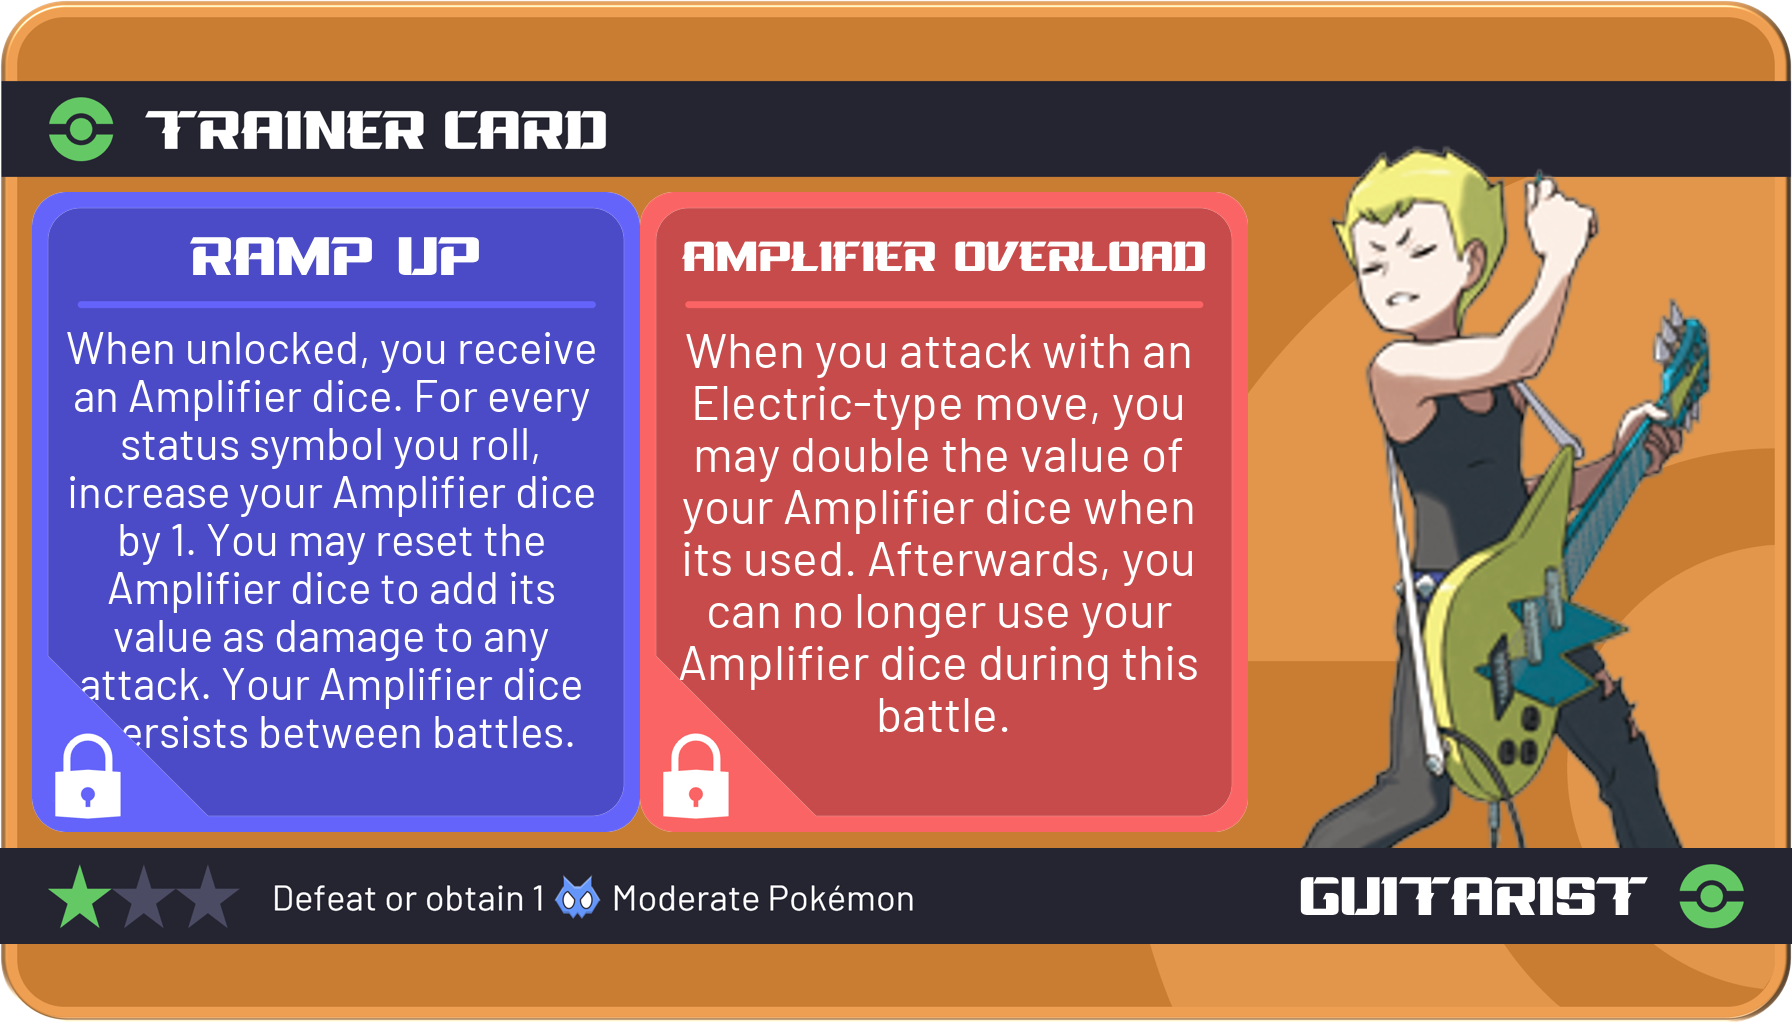 TRAINER CARD
RAMP UP
When unlocked, you receive
an Amplifier dice. For every
status symbol you roll,
increase your Amplifier dice
by 1. You may reset the
Amplifier dice to add its
value as damage to any
attack. Your Amplifier dice
ersists between battles.
AMPLIFIER OVERLOAD
When you attack with an
Electric-type move, you
may double the value of
your Amplifier dice when
its used. Afterwards, you
can no longer use your
Amplifier dice during this
battle.
Defeat or obtain 1 Moderate Pokémon
GUITARIST